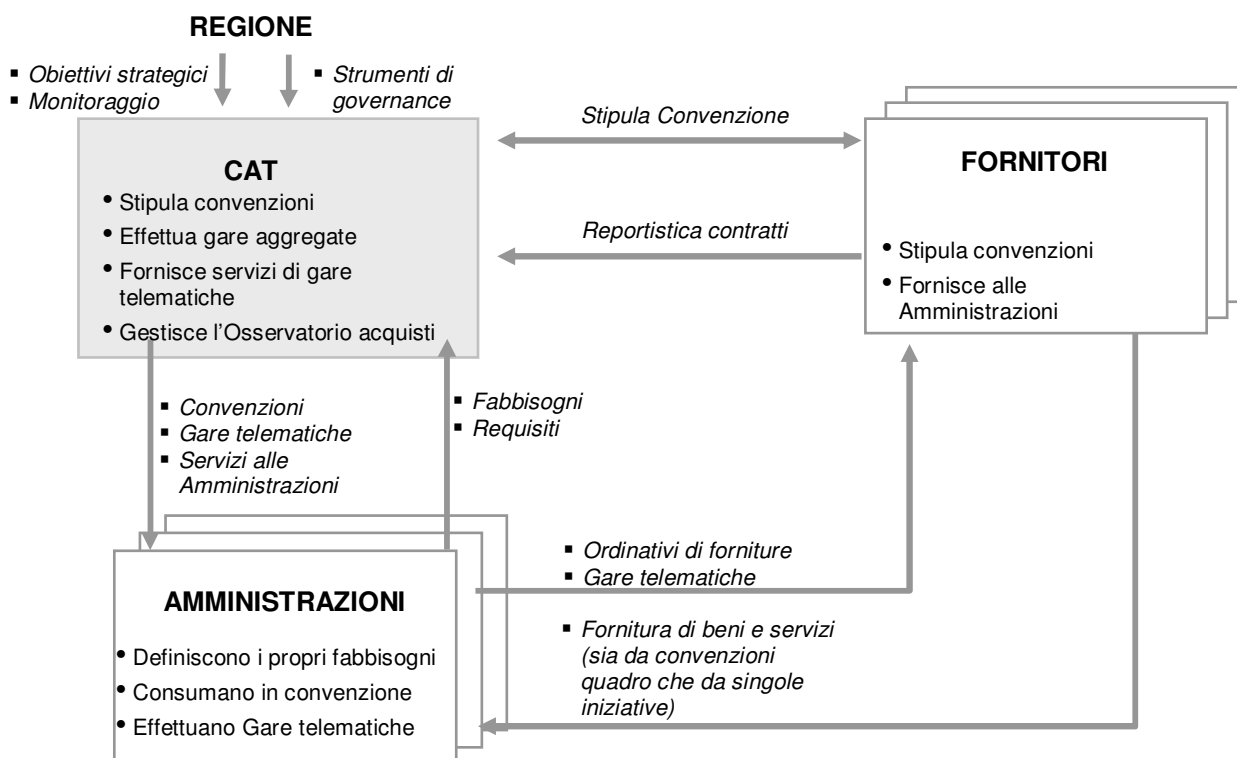 REGIONE
▪ Obiettivi strategici
▪ Monitoraggio
▪ Strumenti di
governance
CAT
• Stipula convenzioni
• Effettua gare aggregate
• Fornisce servizi di gare
telematiche
• Gestisce l'Osservatorio acquisti
Stipula Convenzione
Reportistica contratti
FORNITORI
• Stipula convenzioni
• Fornisce alle
Amministrazioni
▪ Convenzioni
▪ Gare telematiche
▪ Servizi alle
Amministrazioni
▪ Fabbisogni
▪ Requisiti
AMMINISTRAZIONI
• Definiscono i propri fabbisogni
• Consumano in convenzione
• Effettuano Gare telematiche
▪ Ordinativi di forniture
▪ Gare telematiche
▪ Fornitura di beni e servizi
(sia da convenzioni
quadro che da singole
iniziative)